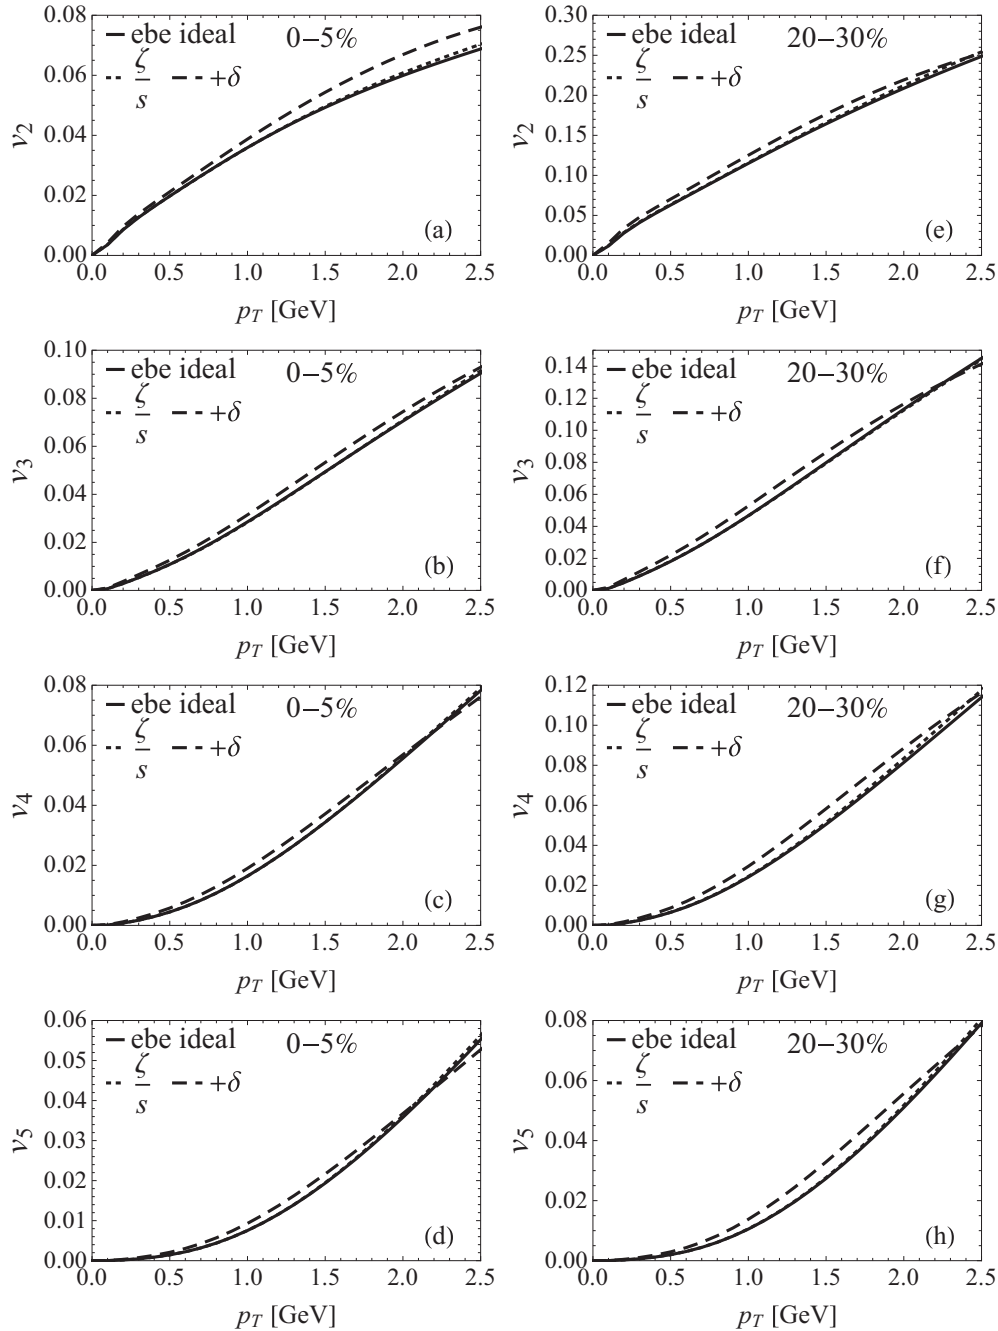 0.08
0.06
0.04
0.02
0.00
v2
ebe ideal 0–5%
ζ/s +δ
(a)
0.0 0.5 1.0 1.5 2.0 2.5
pT [GeV]
0.30
0.25
0.20
0.15
0.10
0.05
0.00
v2
ebe ideal 20–30%
ζ/s +δ
(e)
0.0 0.5 1.0 1.5 2.0 2.5
pT [GeV]
0.10
0.08
0.06
0.04
0.02
0.00
v3
ebe ideal 0–5%
ζ/s +δ
(b)
0.0 0.5 1.0 1.5 2.0 2.5
pT [GeV]
0.14
0.12
0.10
0.08
0.06
0.04
0.02
0.00
v3
ebe ideal 20–30%
ζ/s +δ
(f)
0.0 0.5 1.0 1.5 2.0 2.5
pT [GeV]
0.08
0.06
0.04
0.02
0.00
v4
ebe ideal 0–5%
ζ/s +δ
(c)
0.0 0.5 1.0 1.5 2.0 2.5
pT [GeV]
0.12
0.10
0.08
0.06
0.04
0.02
0.00
v4
ebe ideal 20–30%
ζ/s +δ
(g)
0.0 0.5 1.0 1.5 2.0 2.5
pT [GeV]
0.06
0.05
0.04
0.03
0.02
0.01
0.00
v5
ebe ideal 0–5%
ζ/s +δ
(d)
0.0 0.5 1.0 1.5 2.0 2.5
pT [GeV]
0.08
0.06
0.04
0.02
0.00
v5
ebe ideal 20–30%
ζ/s +δ
(h)
0.0 0.5 1.0 1.5 2.0 2.5
pT [GeV]